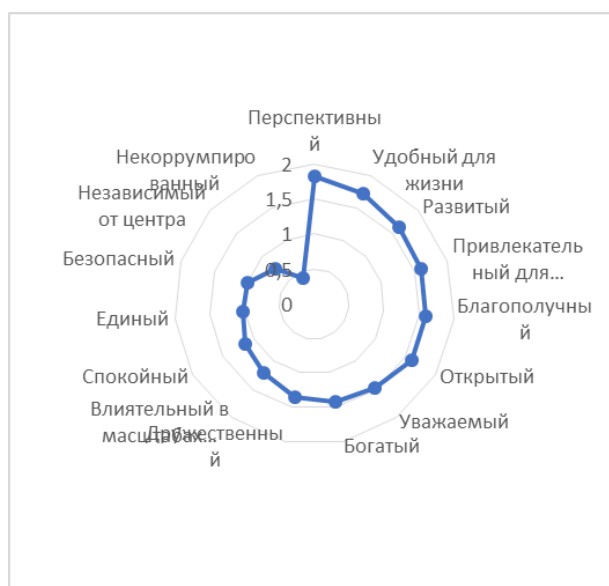 Перспективны
й
Удобный для
жизни
Развитый
Привлекатель
ный для...
Благополучны
й
Открытый
Уважаемый
Богатый
Дружественны
й
Влиятельный в
масштабах...
Спокойный
Единый
Безопасный
Независимый
от центра
Некоррумпиро
ванный
2
1,5
1
0,5
0